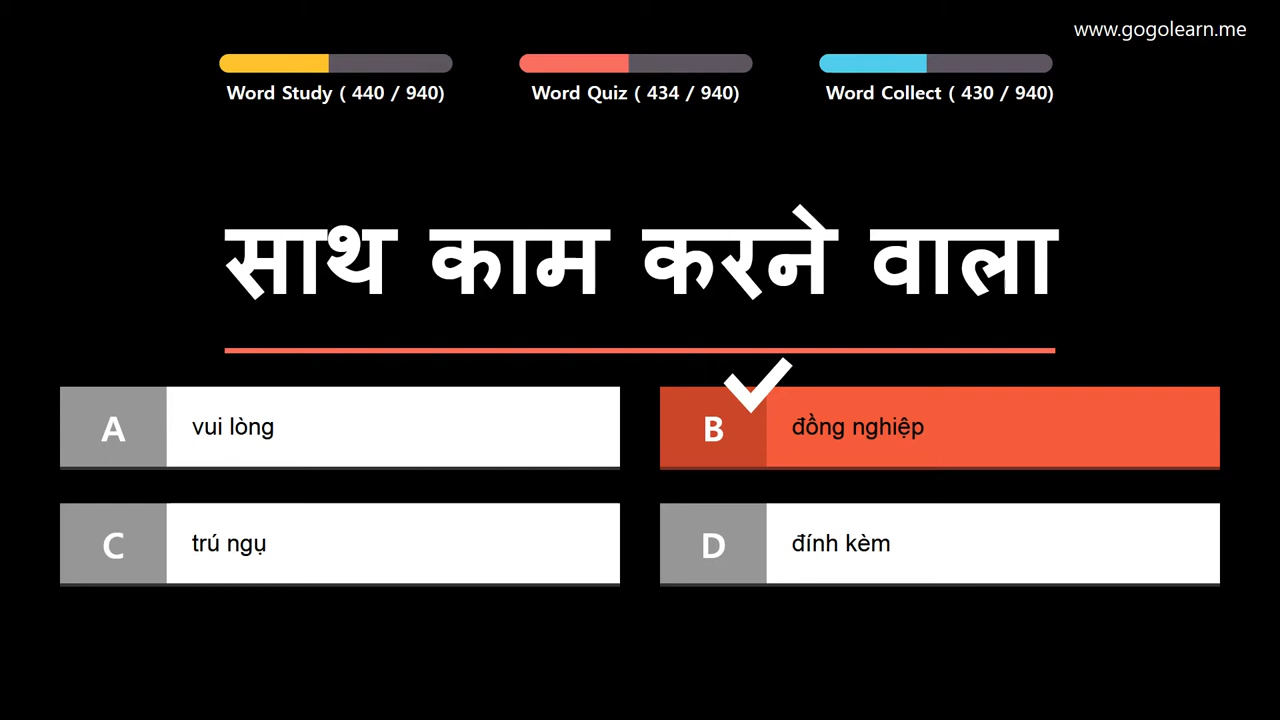 www.gogolearn.me
Word Study ( 440 / 940)
Word Quiz ( 434 / 940)
Word Collect ( 430 / 940)
साथ काम करने वाला
A vui lòng
B đồng nghiệp
C trú ngụ
D đính kèm